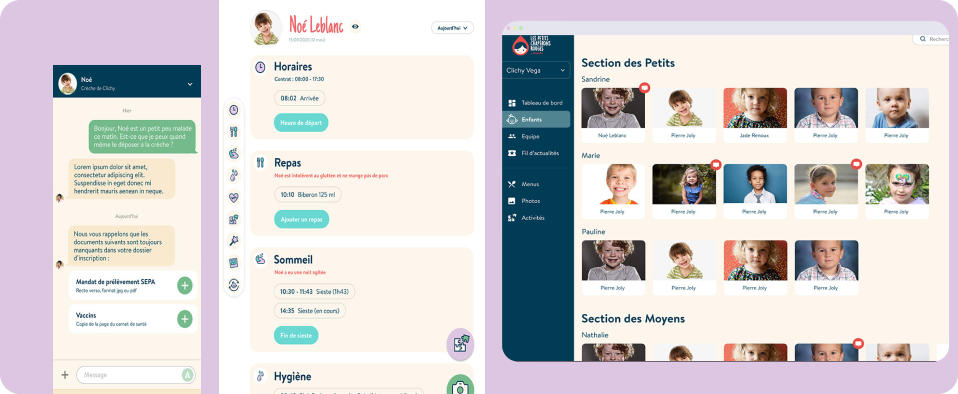 Noé
Crèche de Clichy
Hier
Bonjour, Noé est un petit peu malade
ce matin. Est-ce que je peux quand
même le déposer à la crèche ?
Lorem ipsum dolor sit amet,
consectetur adipiscing elit.
Suspendisse in eget donec mi
hendrerit mauris aenean in neque.
Aujourd'hui
Nous vous rappelons que les
documents suivants sont toujours
manquants dans votre dossier
d'inscription :
Mandat de prélèvement SEPA
Recto verso, format jpg ou pdf
Vaccins
Copie de la page du carnet de santé
Message
Noé Leblanc
Aujourd'hui
Horaires
Contrat : 08:00 - 17:30
08:02 Arrivée
Heure de départ
Repas
Noé est intolérent au glutten et ne mange pas de porc
10:10 Biberon 125 ml
Ajouter un repas
Sommeil
Noé a eu une nuit agitée
10:30 - 11:43 Sieste (1h43)
14:35 Sieste (en cours)
Fin de sieste
Hygiène
LES PETITS
CHAPERONS
ROUGES
Clichy Vega
Tableau de bord
Enfants
Equipe
Fil d'actualités
Menus
Photos
Activités
Recherc
Section des Petits
Sandrine
Noé Leblanc
Pierre Joly
Jade Renoux
Pierre Joly
Pierre Joly
Marie
Pierre Joly
Pierre Joly
Pierre Joly
Pierre Joly
Pierre Joly
Pauline
Pierre Joly
Pierre Joly
Pierre Joly
Pierre Joly
Section des Moyens
Nathalie